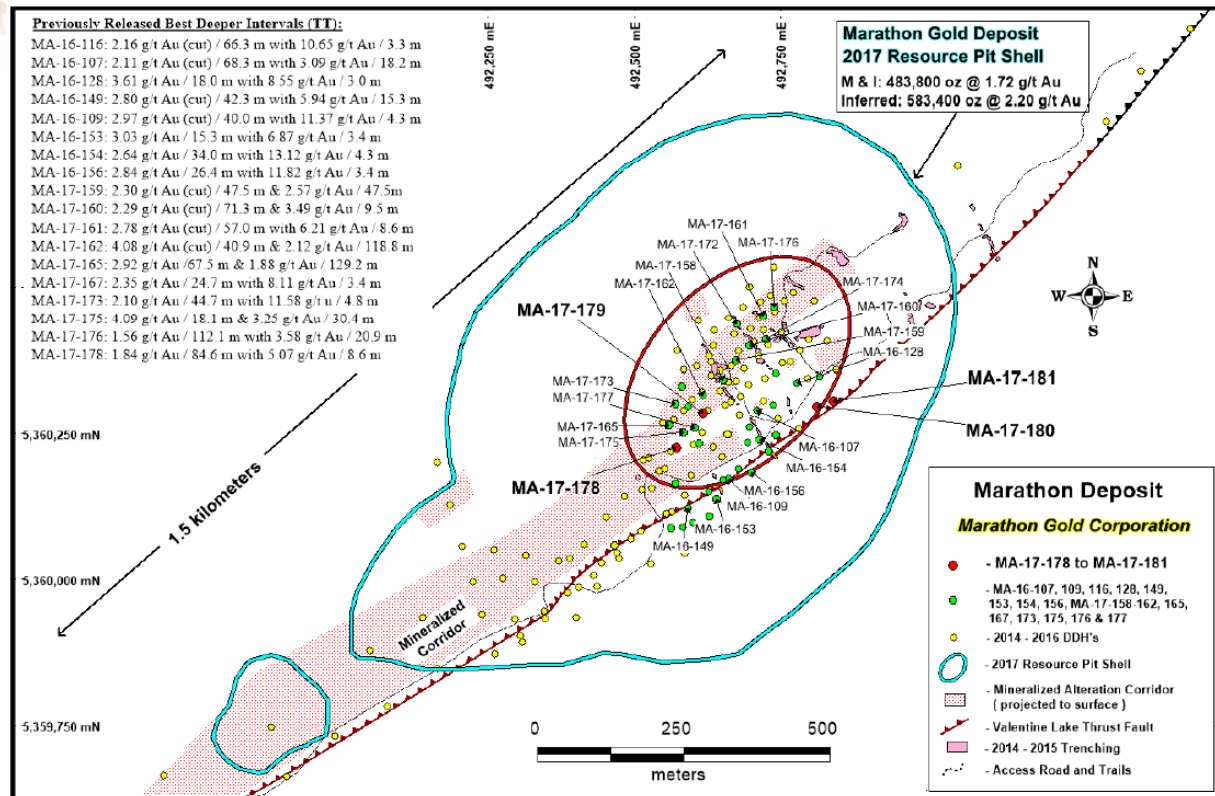 Previously Released Best Deeper Intervals (TT):
MA-16-116: 2.16 g/t Au (cut) / 66.3 m with 10.65 g/t Au / 3.3 m
MA-16-107: 2.11 g/t Au (cut) / 68.3 m with 3.09 g/t Au / 18.2 m
MA-16-128: 3.61 g/t Au / 18.0 m with 8.55 g/t Au / 3.0 m
MA-16-149: 2.80 g/t Au (cut) / 42.3 m with 5.94 g/t Au / 15.3 m
MA-16-109: 2.97 g/t Au (cut) / 40.0 m with 11.37 g/t Au / 4.3 m
MA-16-153: 3.03 g/t Au / 15.3 m with 6.87 g/t Au / 3.4 m
MA-16-154: 2.64 g/t Au / 34.0 m with 13.12 g/t Au / 4.3 m
MA-16-156: 2.84 g/t Au / 26.4 m with 11.82 g/t Au / 3.4 m
MA-17-159: 2.30 g/t Au (cut) / 47.5 m & 2.57 g/t Au / 47.5m
MA-17-160: 2.29 g/t Au (cut) / 71.3 m & 3.49 g/t Au / 9.5 m
MA-17-161: 2.78 g/t Au (cut) / 57.0 m with 6.21 g/t Au / 8.6 m
MA-17-162: 4.08 g/t Au (cut) / 40.9 m & 2.12 g/t Au / 118.8 m
MA-17-165: 2.92 g/t Au /67.5 m & 1.88 g/t Au / 129.2 m
MA-17-167: 2.35 g/t Au / 24.7 m with 8.11 g/t Au / 3.4 m
MA-17-173: 2.10 g/t Au / 44.7 m with 11.58 g/t u / 4.8 m
MA-17-175: 4.09 g/t Au / 18.1 m & 3.25 g/t Au / 30.4 m
MA-17-176: 1.56 g/t Au / 112.1 m with 3.58 g/t Au / 20.9 m
MA-17-178: 1.84 g/t Au / 84.6 m with 5.07 g/t Au / 8.6 m
492,250 mE
492,500 mE
492,750 mE
Marathon Gold Deposit
2017 Resource Pit Shell
M & I: 483,800 oz @ 1.72 g/t Au
Inferred: 583,400 oz @ 2.20 g/t Au
MA-17-161
MA-17-172
MA-17-176
MA-17-158
MA-17-162
MA-17-174
MA-17-160
MA-17-179
MA-17-159
MA-16-128
MA-17-173
MA-17-177
MA-17-181
MA-17-165
MA-17-175
MA-17-180
MA-16-107
MA-16-154
MA-17-178
MA-16-156
MA-16-109
MA-16-153
MA-16-149
N
W E
S
5,360,250 mN
5,360,000 mN
5,359,750 mN
1.5 kilometers
Mineralized
Corridor
0 250 500
meters
Marathon Deposit
Marathon Gold Corporation
- MA-17-178 to MA-17-181
- MA-16-107, 109, 116, 128, 149,
153, 154, 156, MA-17-158-162, 165,
167, 173, 175, 176 & 177
- 2014 - 2016 DDH's
- 2017 Resource Pit Shell
- Mineralized Alteration Corridor
( projected to surface )
- Valentine Lake Thrust Fault
- 2014 - 2015 Trenching
- Access Road and Trails